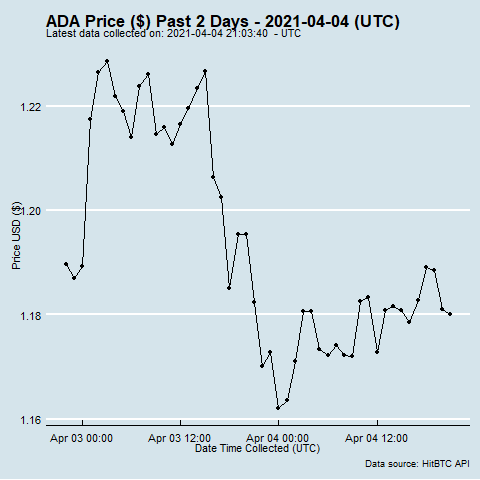 ADA Price ($) Past 2 Days - 2021-04-04 (UTC)
Latest data collected on: 2021-04-04 21:03:40 - UTC
1.22
1.20
1.18
1.16
Price USD ($)
Apr 03 00:00 Apr 03 12:00 Apr 04 00:00 Apr 04 12:00
Date Time Collected (UTC)
Data source: HitBTC API